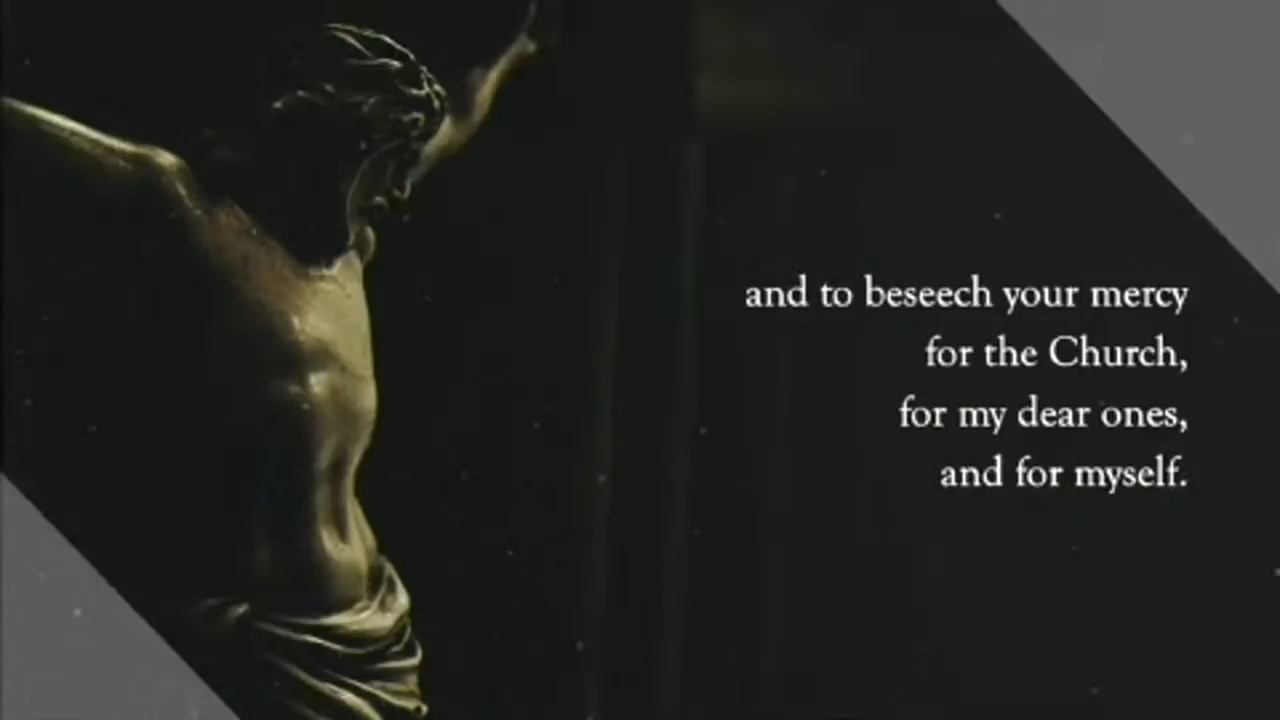 and to beseech your mercy
for the Church,
for my dear ones,
and for myself.